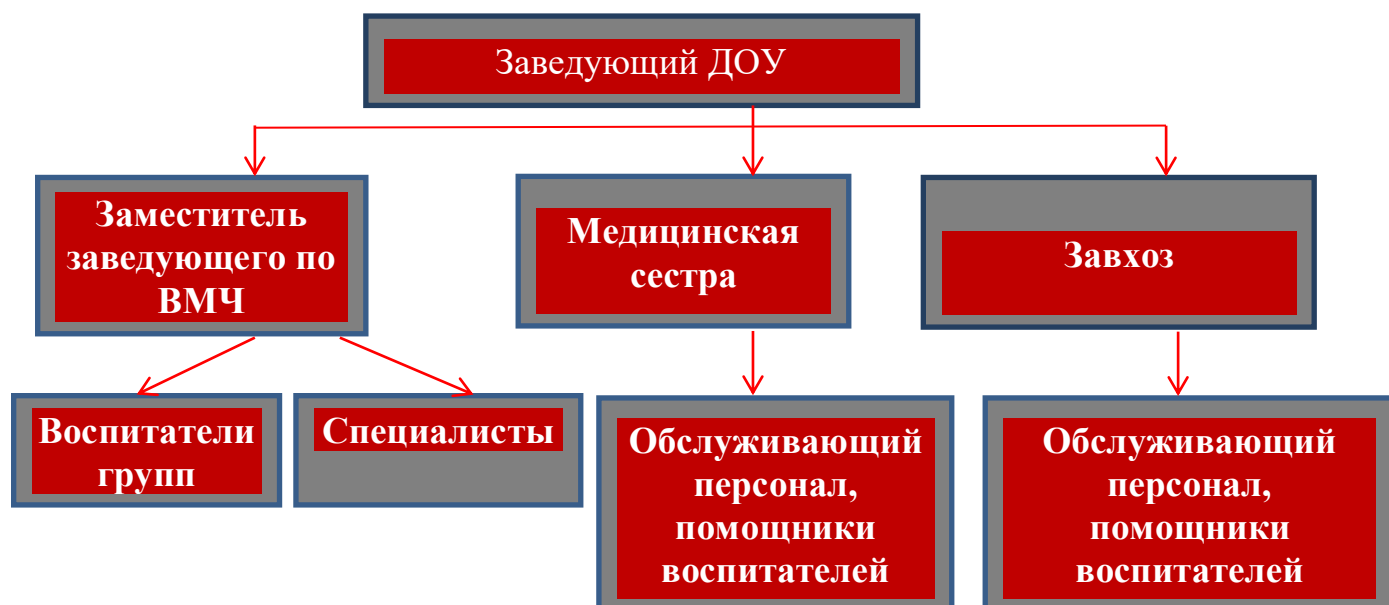 Заведующий ДОУ
Заместитель
заведующего по
ВМЧ
Медицинская
сестра
Завхоз
Воспитатели
групп
Специалисты
Обслуживающий
персонал,
помощники
воспитателей
Обслуживающий
персонал,
помощники
воспитателей